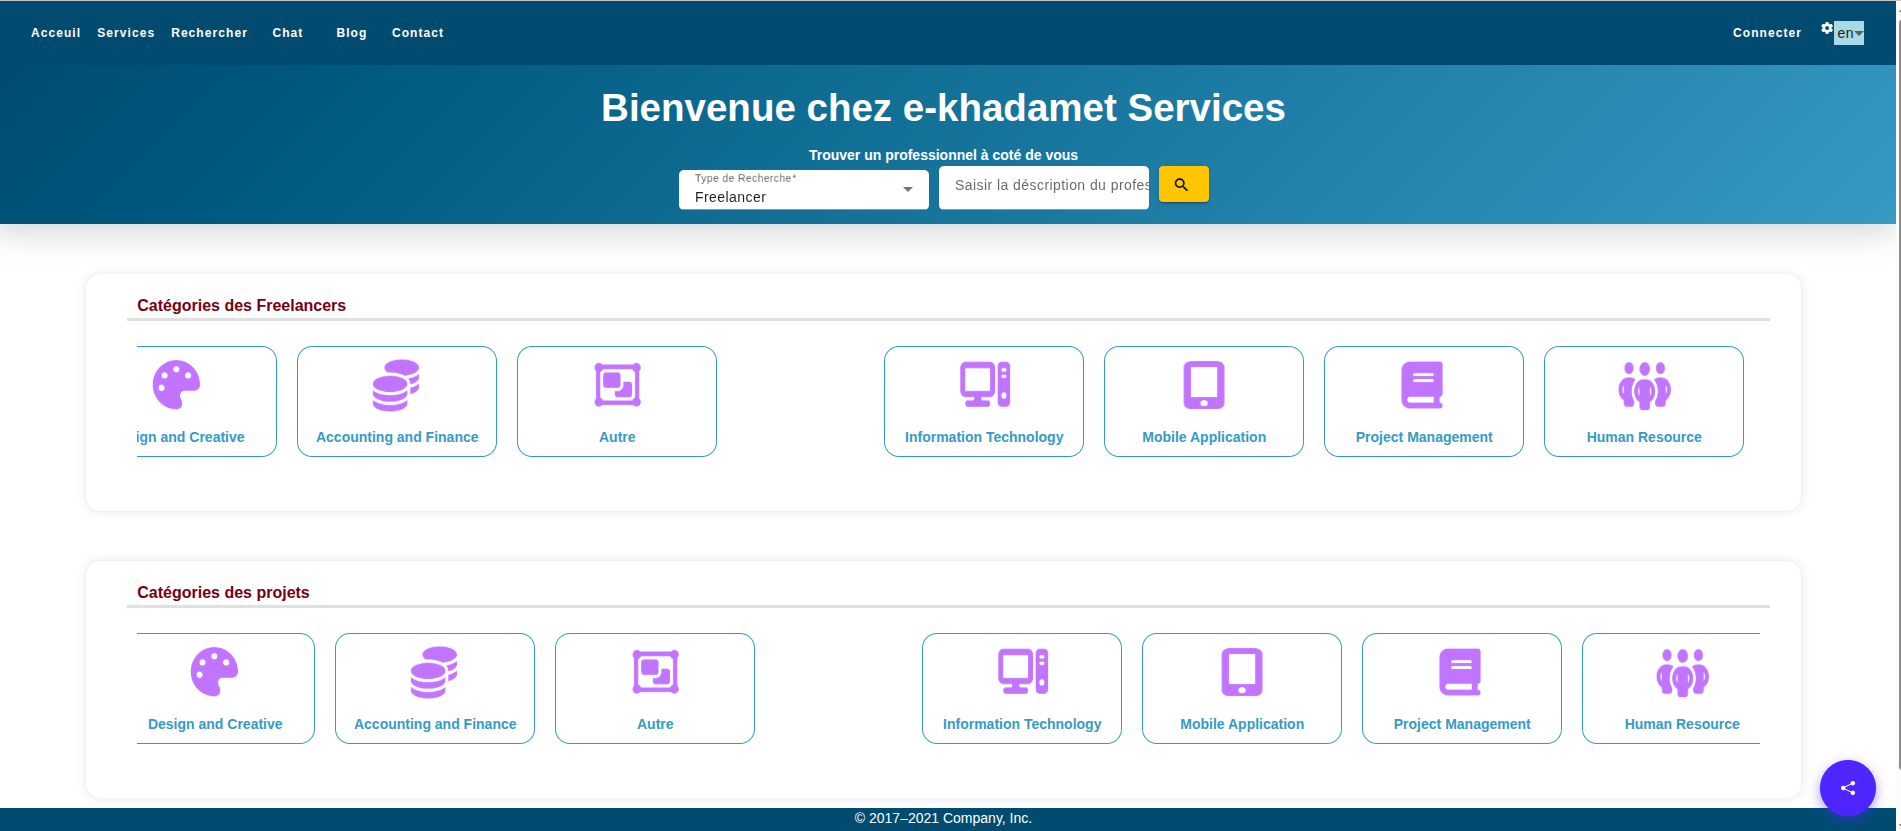 Acceuil Services Rechercher Chat Blog Contact Connecter en
Bienvenue chez e-khadamet Services
Trouver un professionnel à coté de vous
Type de Recherche*
Freelancer
Saisir la déscription du profes
Catégories des Freelancers
ign and Creative Accounting and Finance Autre Information Technology Mobile Application Project Management Human Resource
Catégories des projets
Design and Creative Accounting and Finance Autre Information Technology Mobile Application Project Management Human Resource
© 2017–2021 Company, Inc.